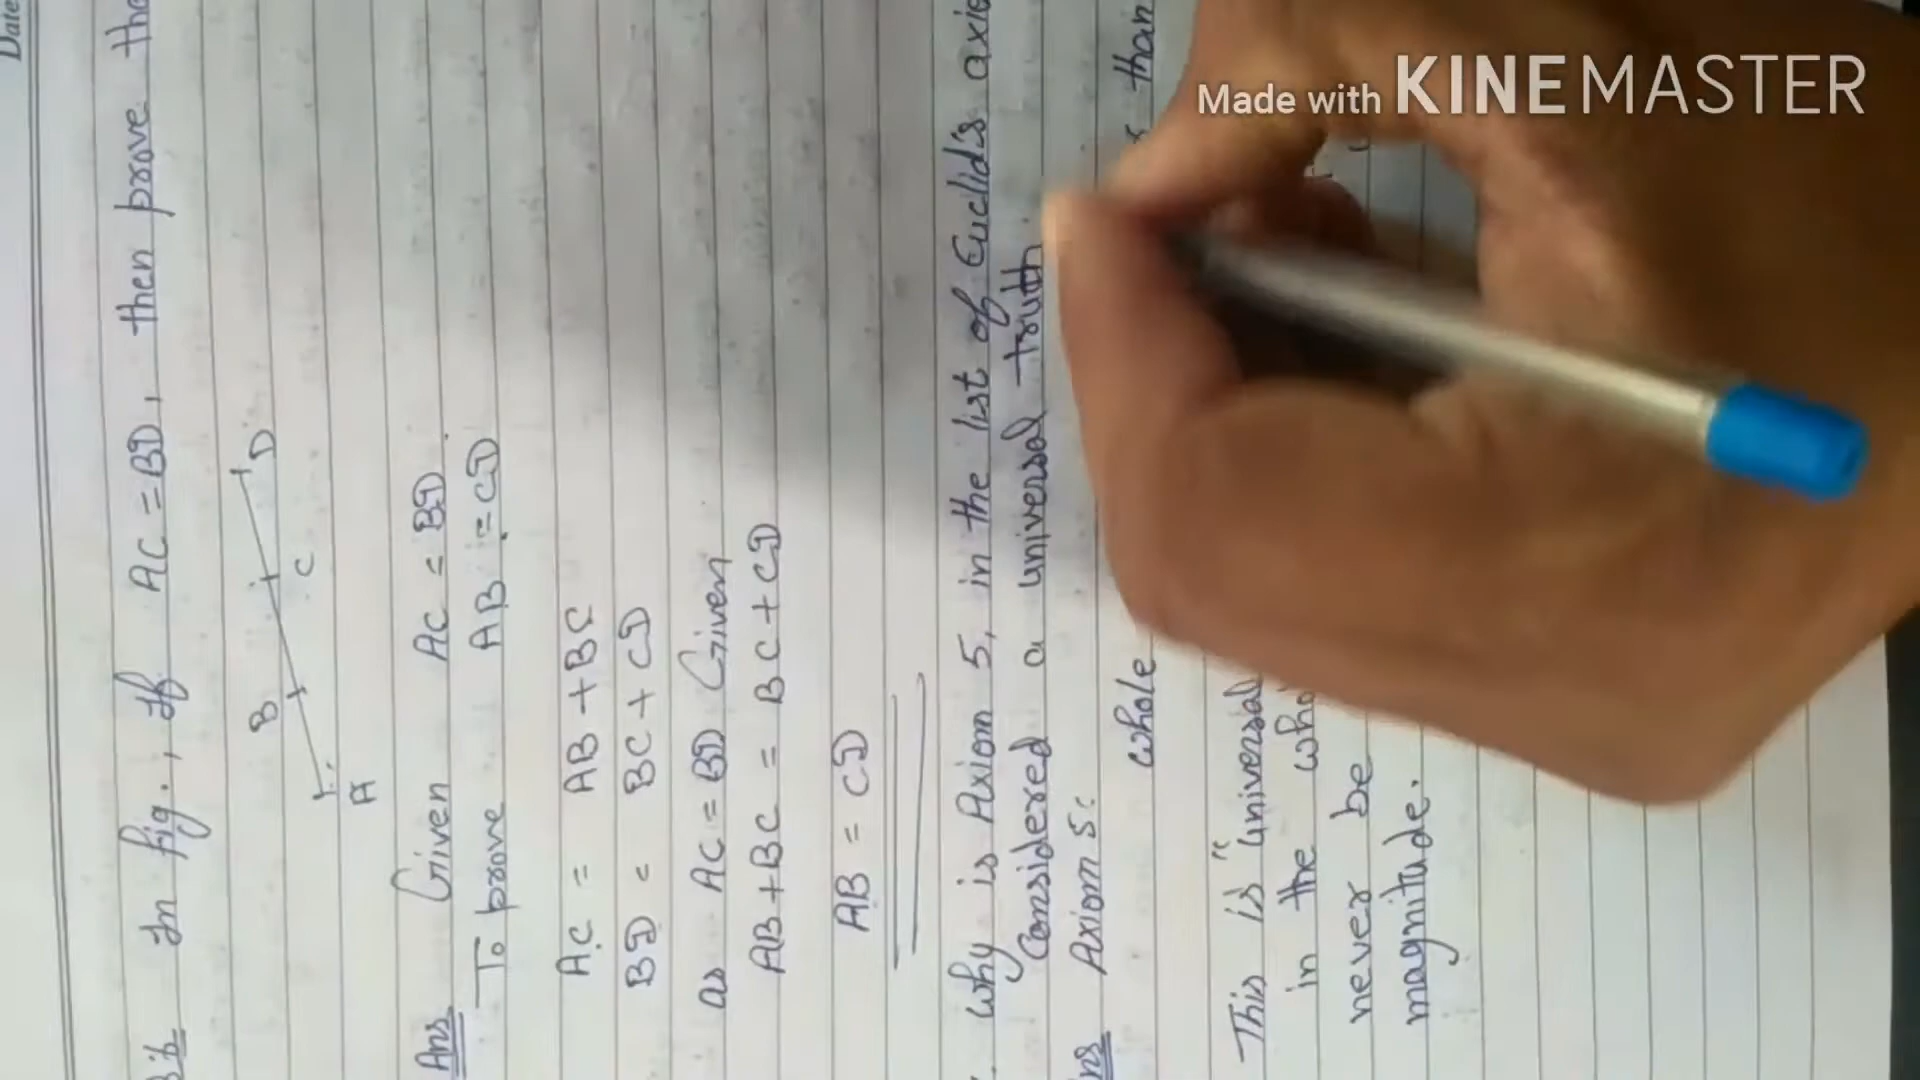 Date
In fig., if AC = BD, then prove
B
D
A
C
Ans Given AC = BD
To prove AB = CD
AC = AB + BC
BD = BC + CD
as AC = BD Given
AB + BC = BC + CD
AB = CD
why is Axiom 5, in the list of Euclid's
Considered a universal truth
Axiom 5:
than
whole
This is "universal
in the
never be
magnitude.
Made with KINEMASTER